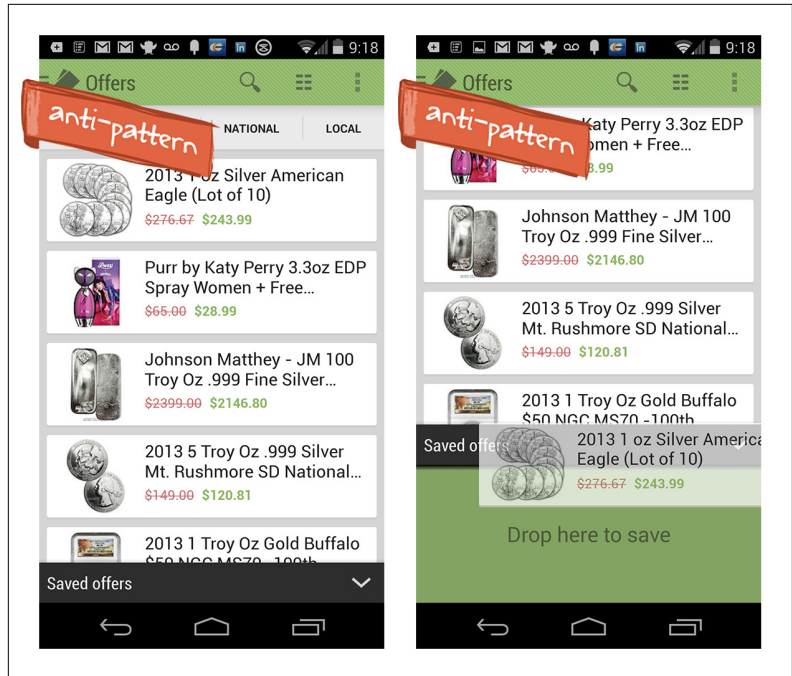 9:18
Offers
anti-pattern
NATIONAL
LOCAL
2013 1 oz Silver American
Eagle (Lot of 10)
$276.67 $243.99
Purr by Katy Perry 3.3oz EDP
Spray Women + Free...
$65.00 $28.99
Johnson Matthey - JM 100
Troy Oz .999 Fine Silver...
$2399.00 $2146.80
2013 5 Troy Oz .999 Silver
Mt. Rushmore SD National...
$149.00 $120.81
2013 1 Troy Oz Gold Buffalo
$50 NGC MS70 -100th
Saved offers
9:18
Offers
anti-pattern
Katy Perry 3.3oz EDP
omen + Free...
$65.00 8.99
Johnson Matthey - JM 100
Troy Oz .999 Fine Silver...
$2399.00 $2146.80
2013 5 Troy Oz .999 Silver
Mt. Rushmore SD National...
$149.00 $120.81
2013 1 Troy Oz Gold Buffalo
$50 NGC MS70 -100th
Saved offers
2013 1 oz Silver America
Eagle (Lot of 10)
$276.67 $243.99
Drop here to save